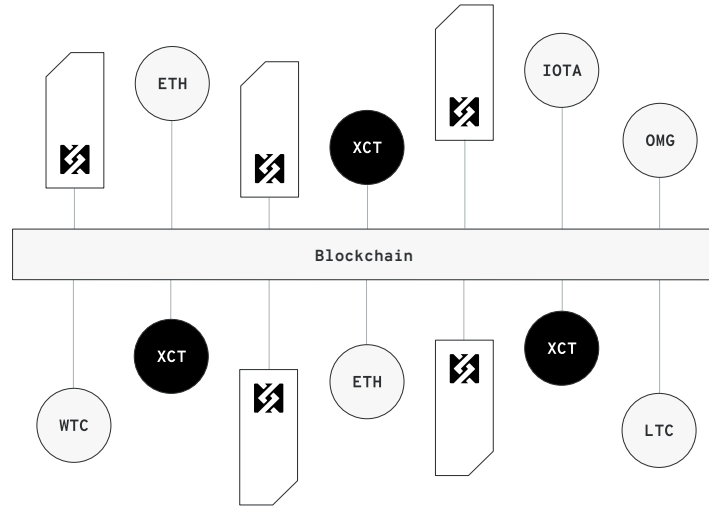 ETH
XCT
IOTA
OMG
Blockchain
WTC
XCT
ETH
XCT
LTC